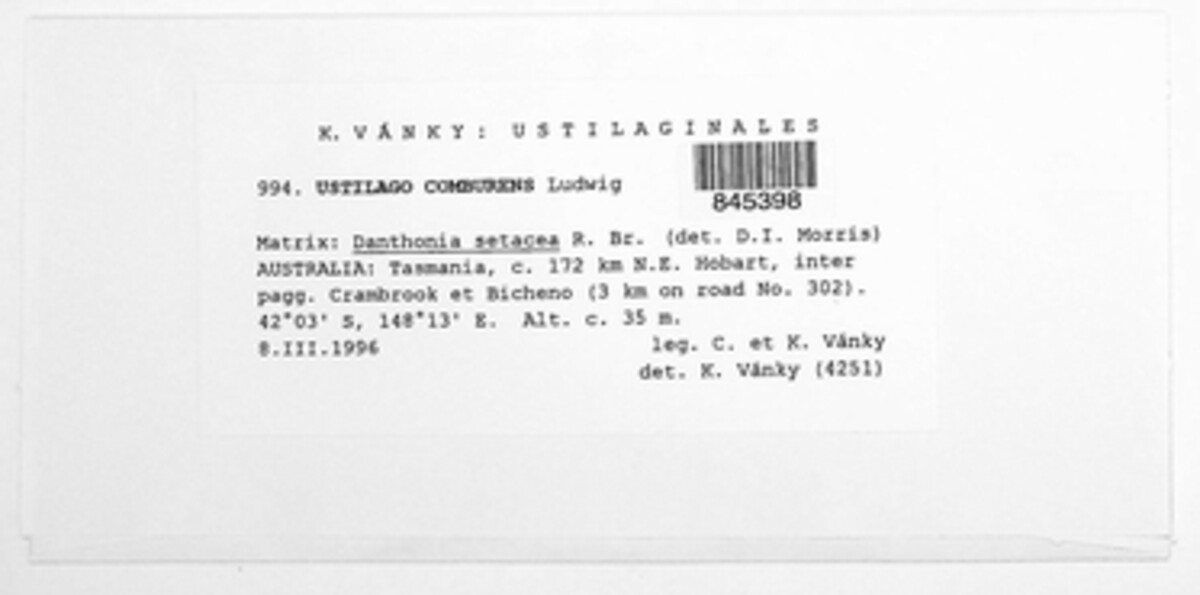 K. VÁNKY: USTILAGINALES
994. USTILAGO COMBURENS Ludwig
845398
Matrix: Danthonia setacea R. Br. (det. D.I. Morris)
AUSTRALIA: Tasmania, c. 172 km N.E. Hobart, inter
pagg. Crambrook et Bicheno (3 km on road No. 302).
42°03' S, 148°13' E. Alt. c. 35 m.
8.III.1996 leg. C. et K. Vánky
det. K. Vánky (4251)